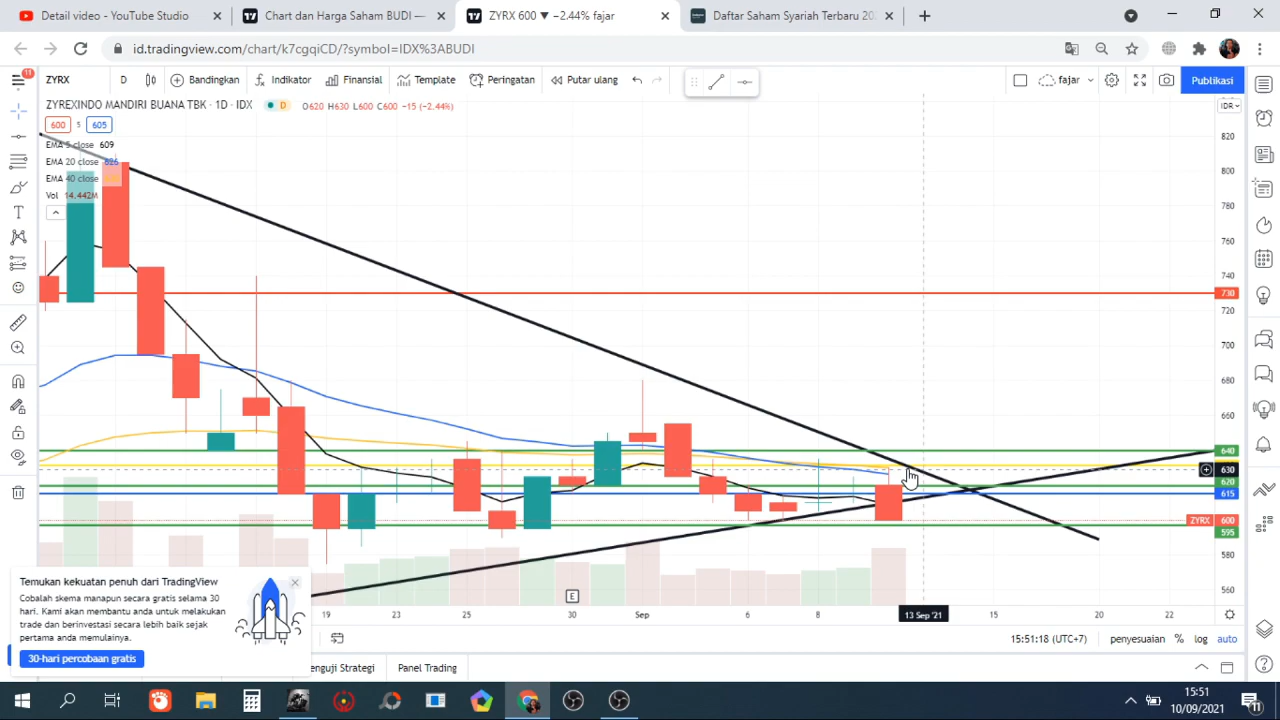 Detail video - YouTube Studio
Chart dan Harga Saham BUDI —
ZYRX 600 ▼ −2.44% fajar
Daftar Saham Syariah Terbaru 202
id.tradingview.com/chart/k7cgqiCD/?symbol=IDX%3ABUDI
11
ZYRX
D
Bandingkan
Indikator
Finansial
Template
Peringatan
Putar ulang
fajar
Publikasi
ZYREXINDO MANDIRI BUANA TBK · 1D · IDX
D
O620 H630 L600 C600 −15 (−2.44%)
IDR
600
5
605
EMA 5 close 609
EMA 20 close 626
EMA 40 close
Vol 14.442M
820
800
780
760
740
730
720
700
680
660
640
630
620
615
ZYRX 600
595
580
560
E
19
23
25
30
Sep
6
8
13 Sep '21
15
20
22
Temukan kekuatan penuh dari TradingView
Cobalah skema manapun secara gratis selama 30
hari. Kami akan membantu anda untuk melakukan
trade dan berinvestasi secara lebih baik sejak
pertama anda memulainya.
30-hari percobaan gratis
15:51:18 (UTC+7)
penyesuaian
%
log
auto
enguji Strategi
Panel Trading
15:51
10/09/2021
11